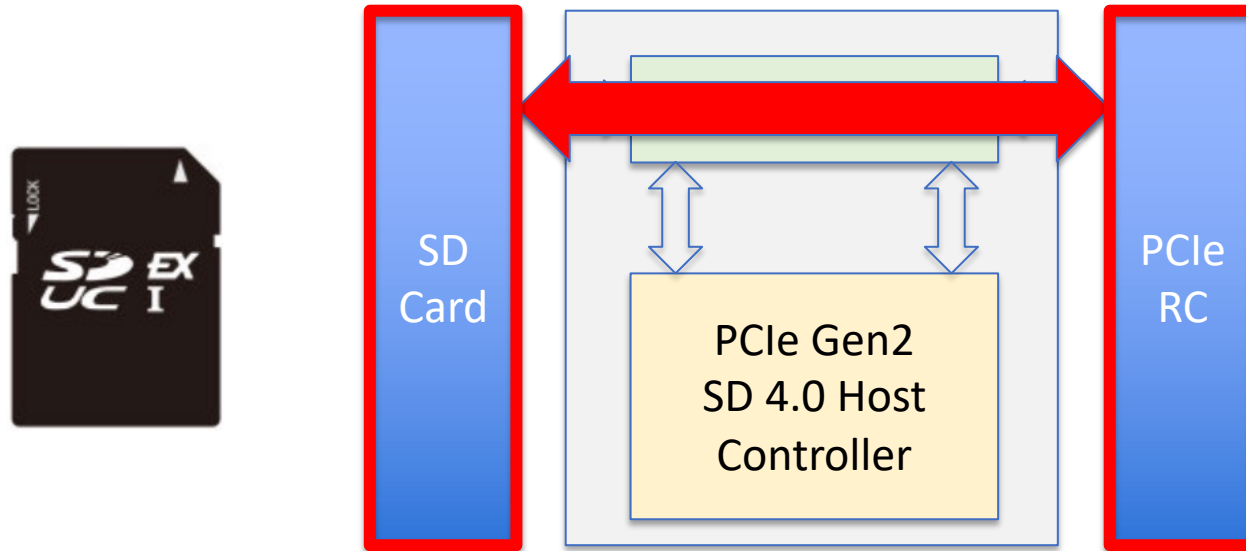 LOCK
SD EX
UC I
SD
Card
PCIe Gen2
SD 4.0 Host
Controller
PCIe
RC